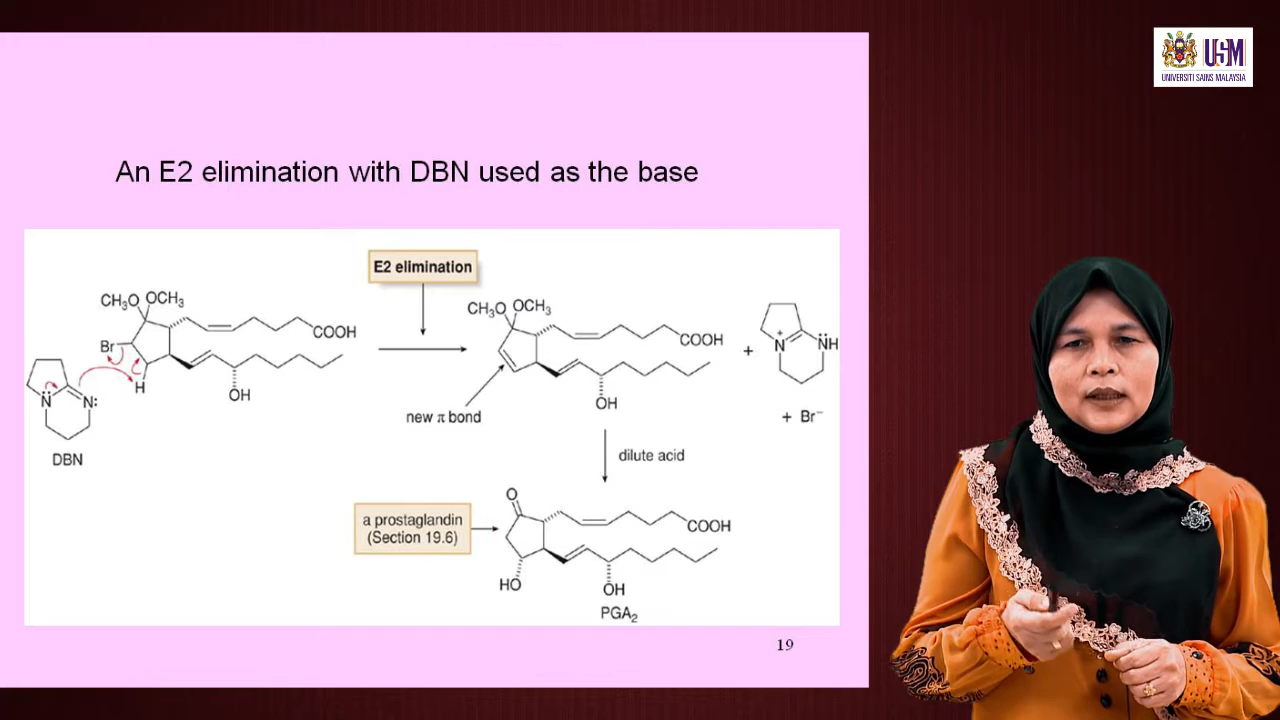 USM
UNIVERSITI SAINS MALAYSIA
An E2 elimination with DBN used as the base
E2 elimination
CH₃O OCH₃
COOH
Br
H
OH
N
N:
DBN
CH₃O OCH₃
COOH
OH
new π bond
+
N⁺
NH
+ Br⁻
dilute acid
a prostaglandin
(Section 19.6)
O
COOH
HO
OH
PGA₂
19